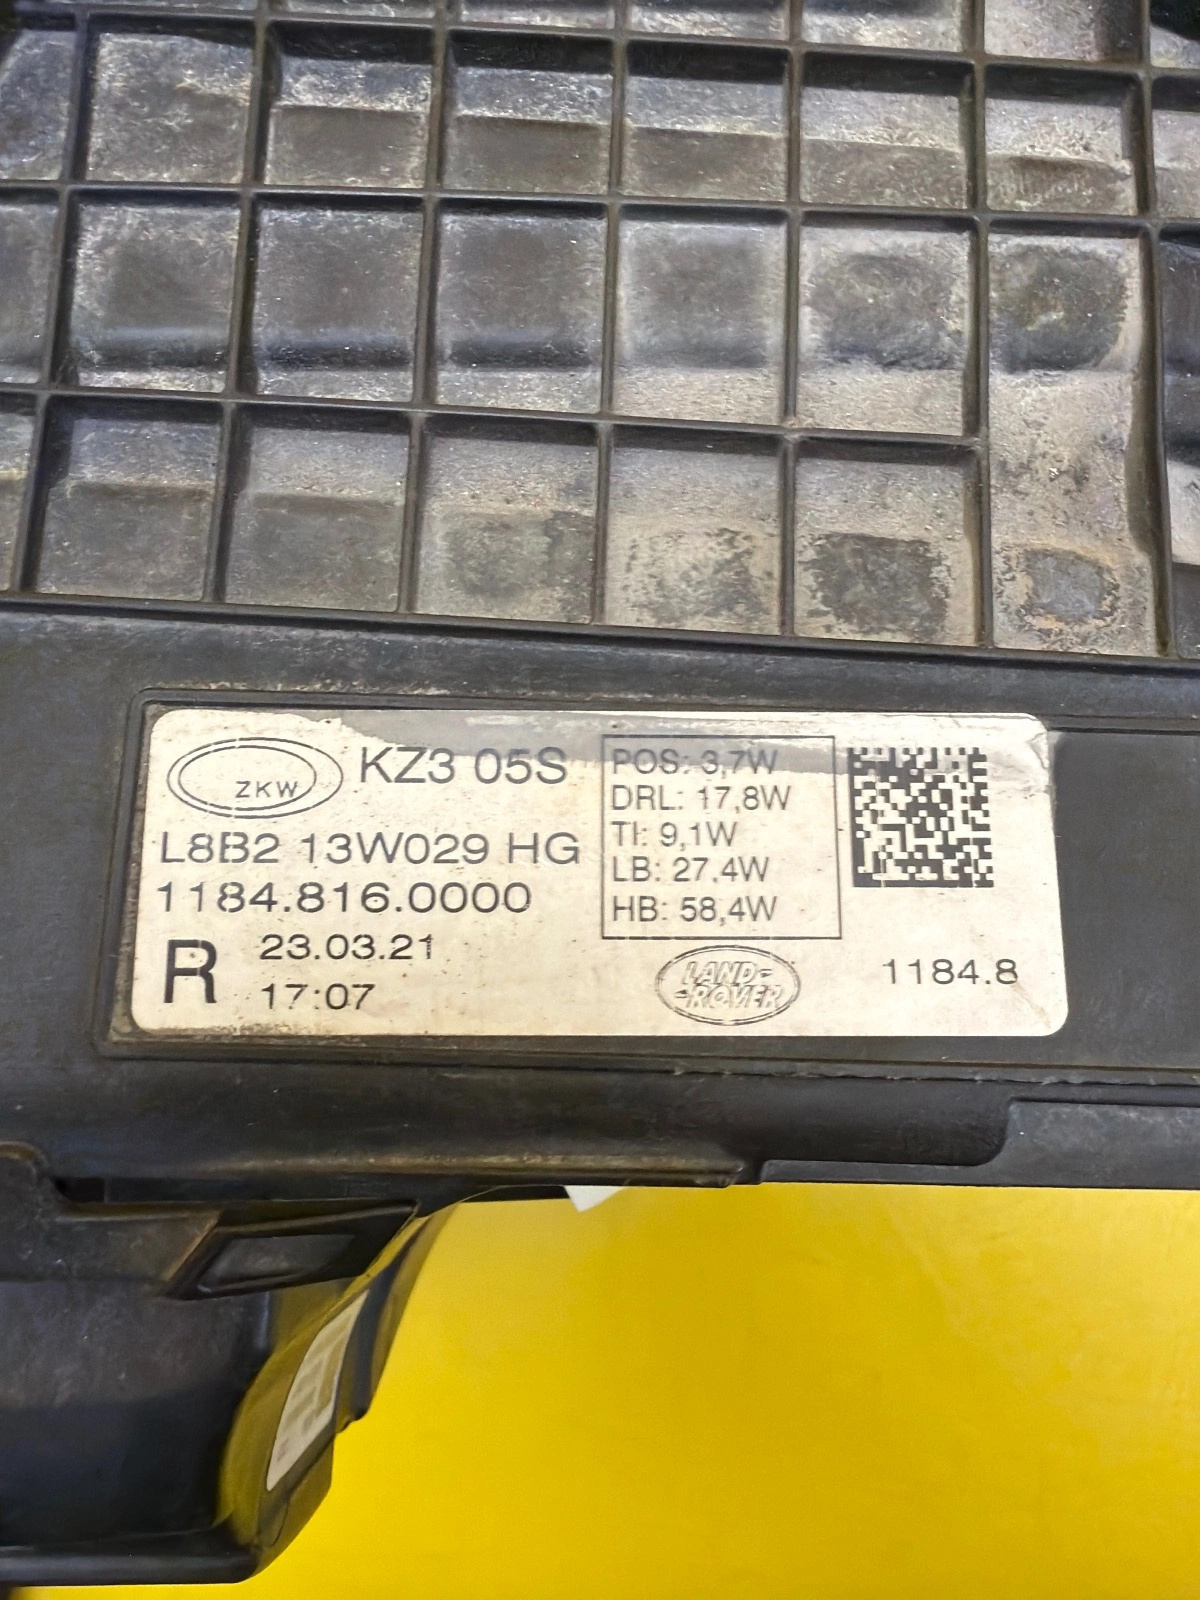 ZKW
KZ3 05S
L8B2 13W029 HG
1184.816.0000
R
23.03.21
17:07
POS: 3,7W
DRL: 17,8W
TI: 9,1W
LB: 27,4W
HB: 58,4W
LAND-
-ROVER
1184.8